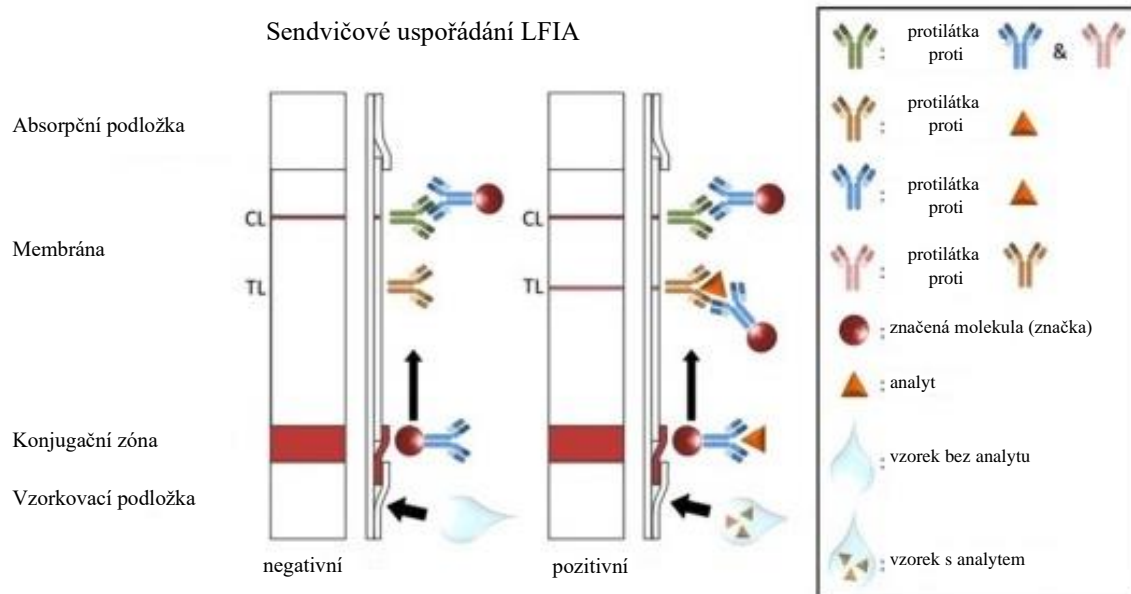 Sendvičové uspořádání LFIA
Absorpční podložka
CL
Membrána
TL
Konjugační zóna
Vzorkovací podložka
negativní
pozitivní
: protilátka
proti
&
: protilátka
proti
: protilátka
proti
: protilátka
proti
: značená molekula (značka)
: analyt
: vzorek bez analytu
: vzorek s analytem
CL
TL